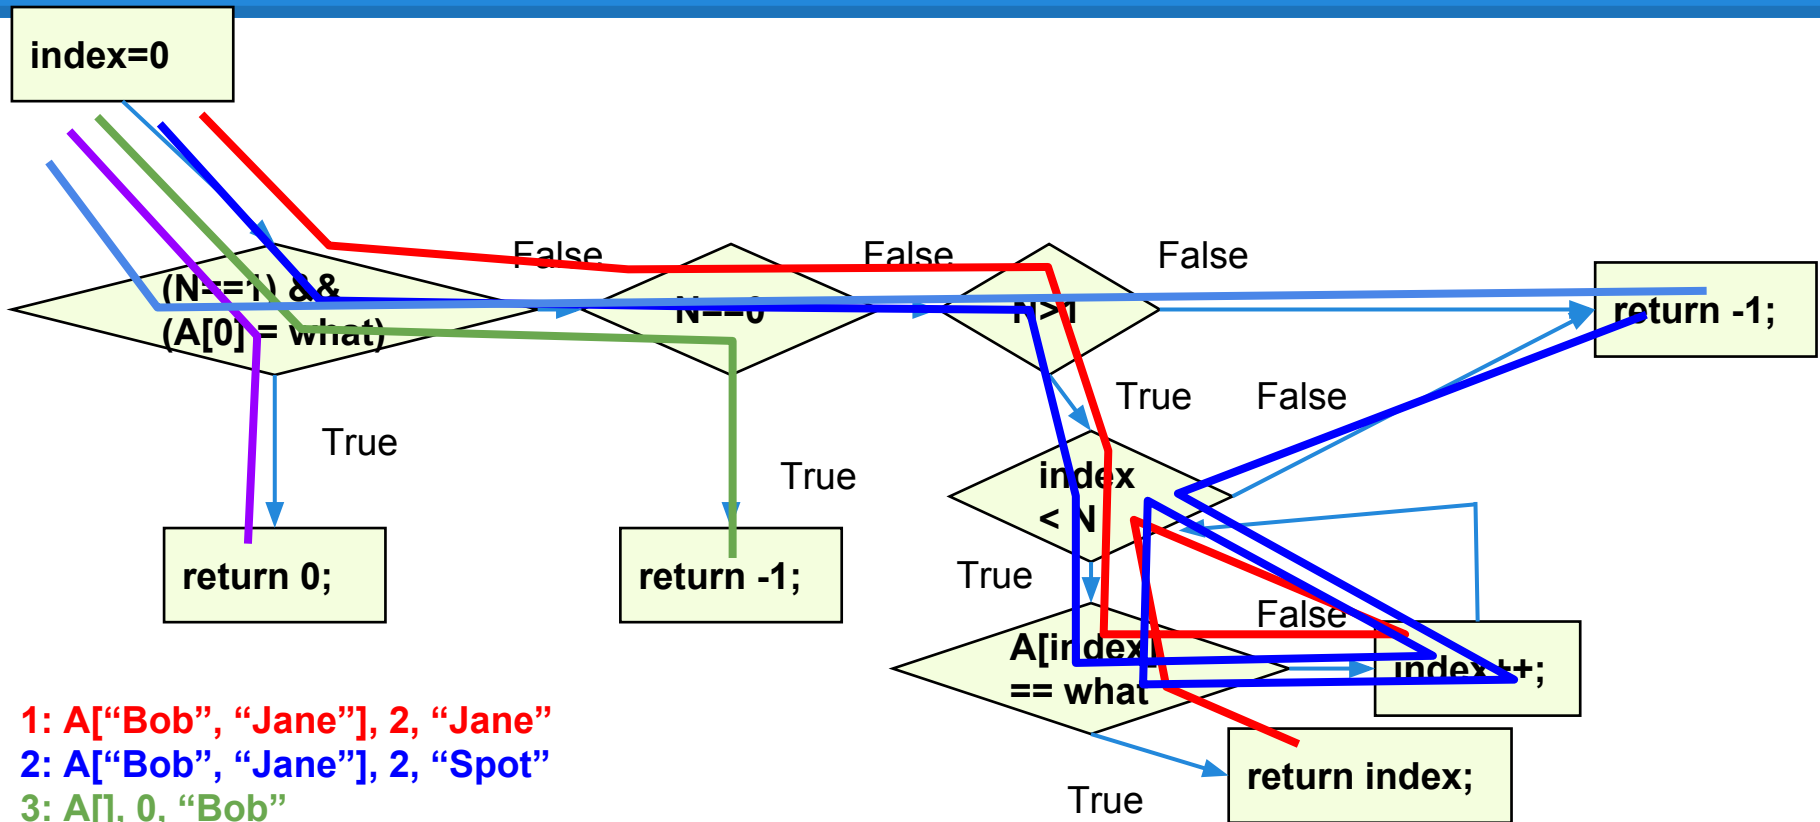 index=0
False
False
False
(N==1) &&
(A[0] = what)
N==0
N>1
return -1;
True
False
True
True
index
< N
return 0;
return -1;
True
False
A[index]
== what
index++;
1: A[“Bob”, “Jane”], 2, “Jane”
2: A[“Bob”, “Jane”], 2, “Spot”
3: A[], 0, “Bob”
return index;
True